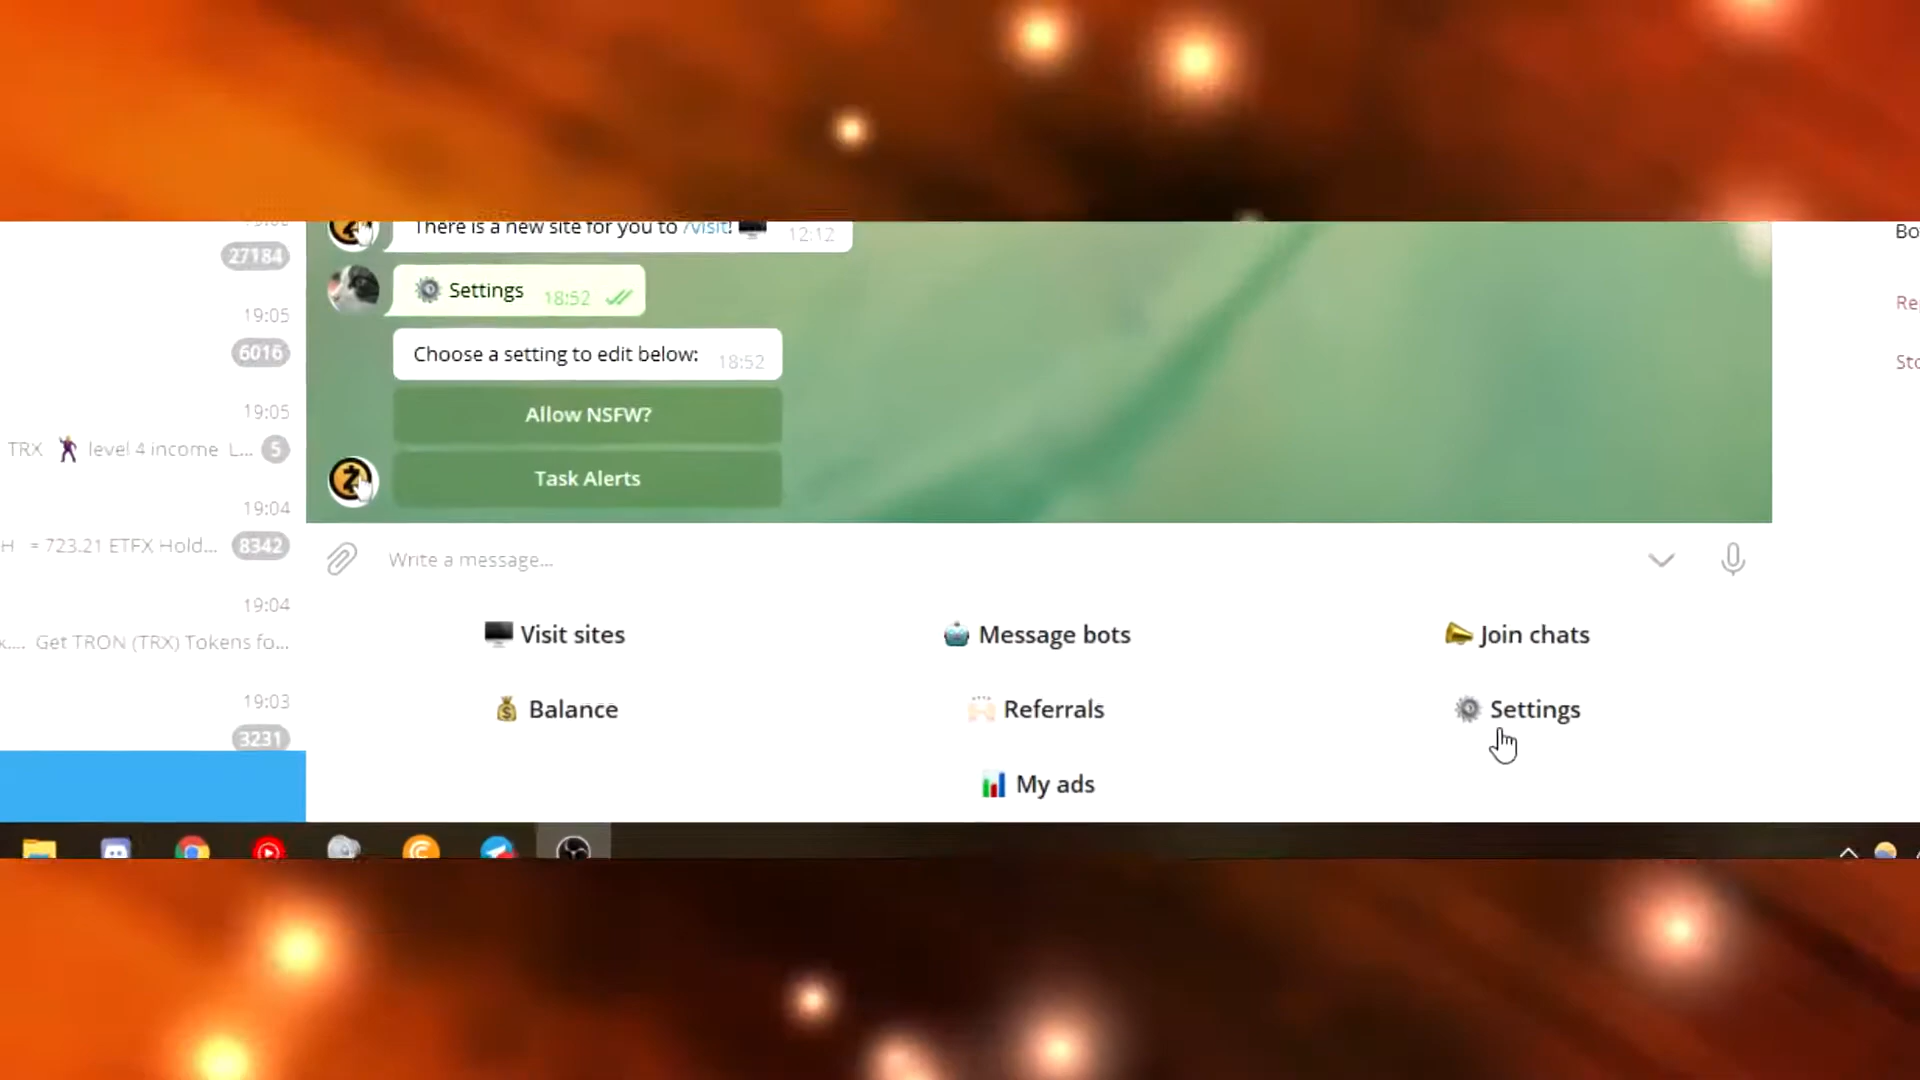 There is a new site for you to /visit! 12:12
27184
Settings 18:52
19:05
6016
Choose a setting to edit below: 18:52
Allow NSFW?
19:05
TRX level 4 income L... 5
Task Alerts
19:04
H = 723.21 ETFX Hold... 8342
Write a message...
19:04
Get TRON (TRX) Tokens fo...
Visit sites Message bots Join chats
19:03
3231
Balance Referrals Settings
My ads
Bo
Re
Sto